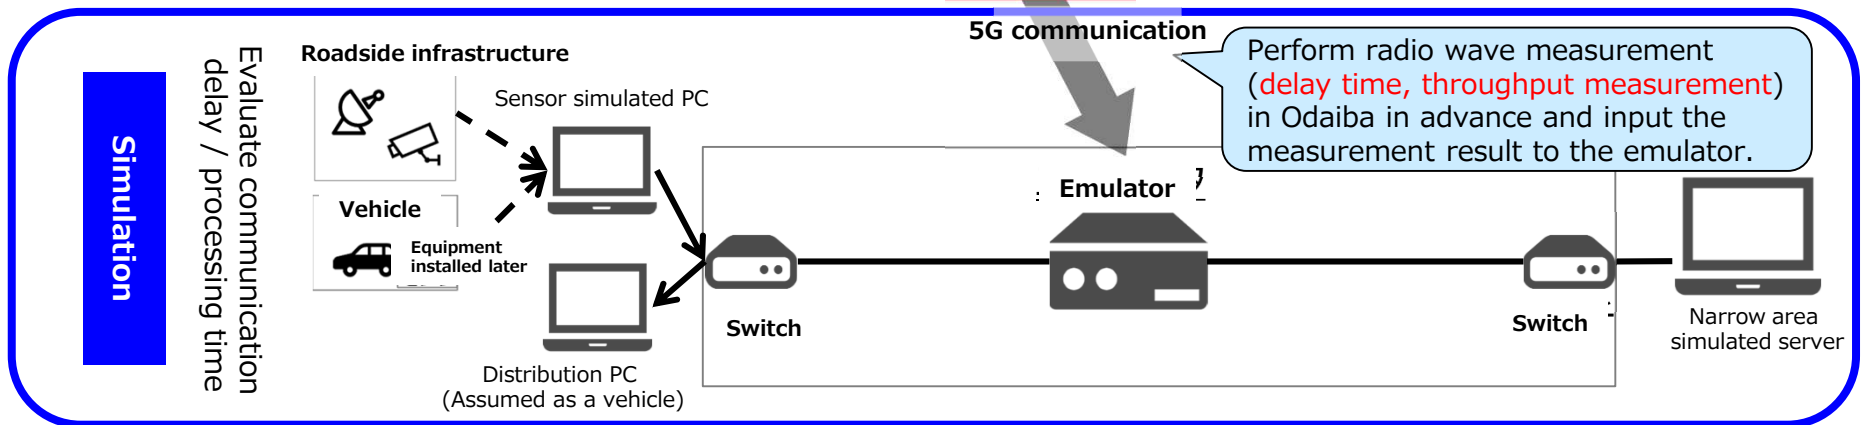 Simulation
Evaluate communication
delay / processing time
Roadside infrastructure
Vehicle
Equipment
installed later
Sensor simulated PC
Distribution PC
(Assumed as a vehicle)
5G communication
Perform radio wave measurement
(delay time, throughput measurement)
in Odaiba in advance and input the
measurement result to the emulator.
Switch
Emulator
Switch
Narrow area
simulated server